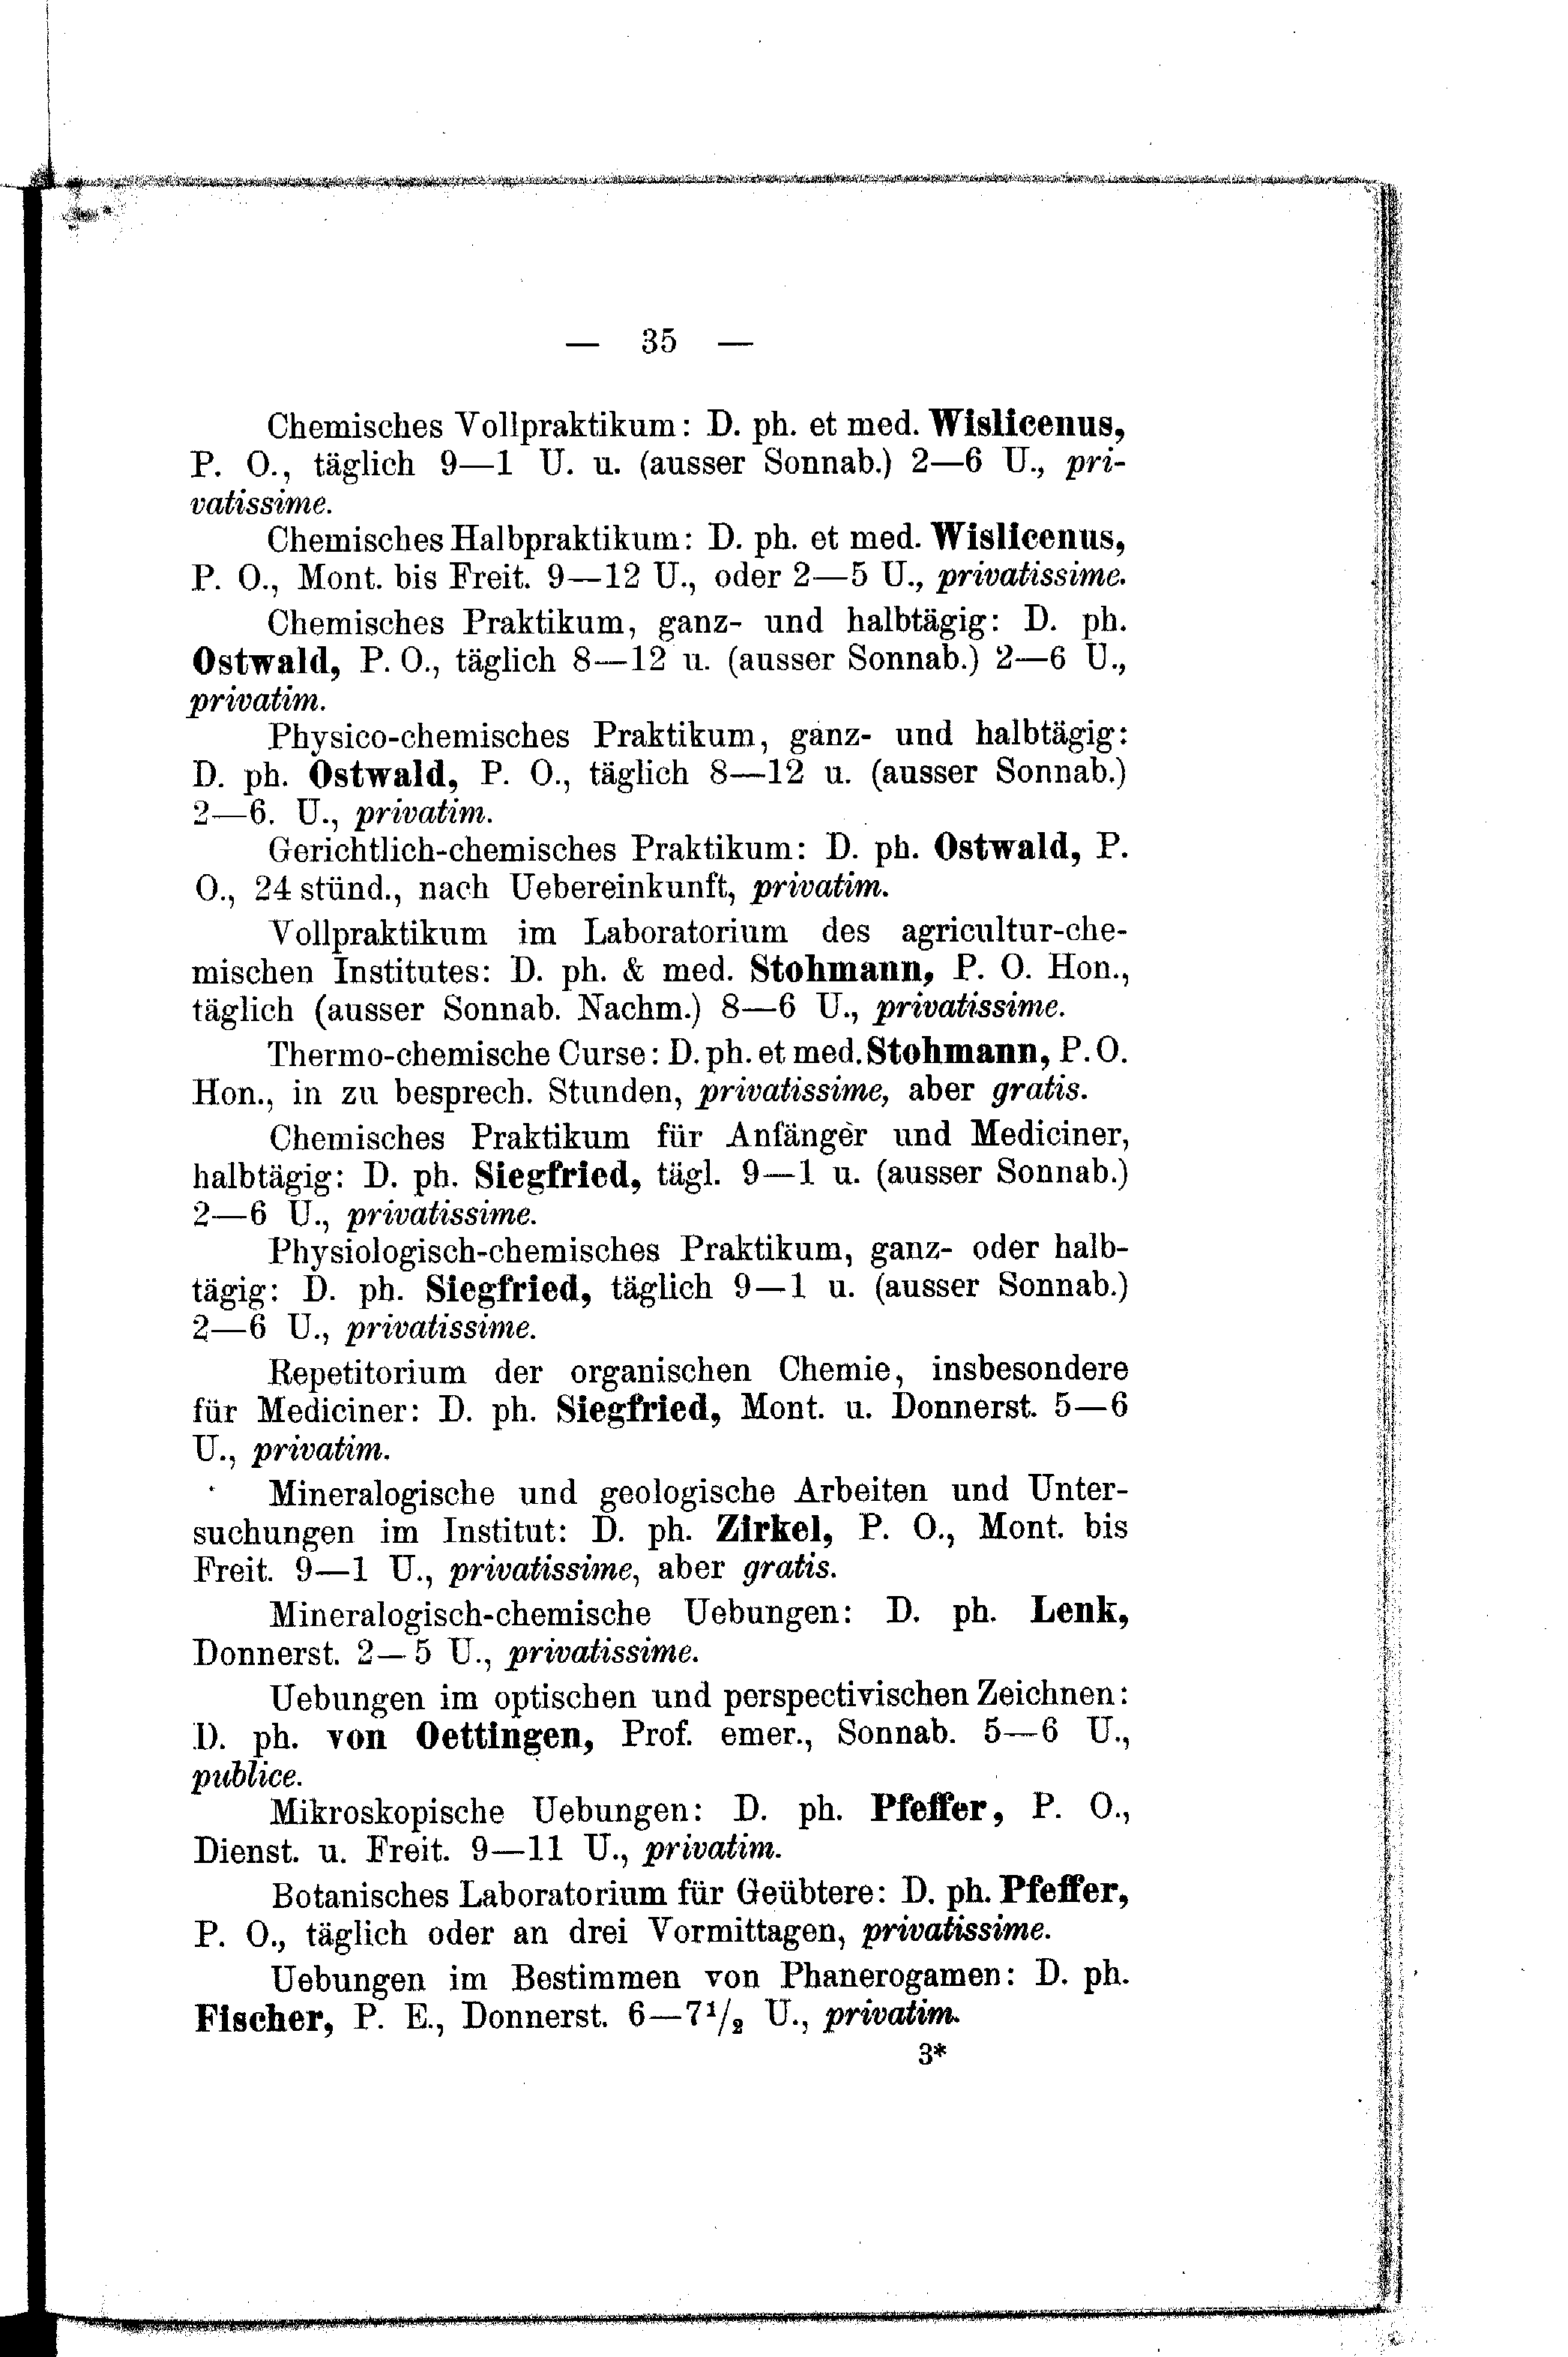 — 35 —
Chemisches Vollpraktikum: D. ph. et med. Wislicenus,
P. O., täglich 9—1 U. u. (ausser Sonnab.) 2—6 U., pri-
vatissime.
Chemisches Halbpraktikum: D. ph. et med. Wislicenus,
P. O., Mont. bis Freit. 9—12 U., oder 2—5 U., privatissime.
Chemisches Praktikum, ganz- und halbtägig: D. ph.
Ostwald, P. O., täglich 8—12 u. (ausser Sonnab.) 2—6 U.,
privatim.
Physico-chemisches Praktikum, ganz- und halbtägig:
D. ph. Ostwald, P. O., täglich 8—12 u. (ausser Sonnab.)
2—6. U., privatim.
Gerichtlich-chemisches Praktikum: D. ph. Ostwald, P.
O., 24 stünd., nach Uebereinkunft, privatim.
Vollpraktikum im Laboratorium des agricultur-che-
mischen Institutes: D. ph. & med. Stohmann, P. O. Hon.,
täglich (ausser Sonnab. Nachm.) 8—6 U., privatissime.
Thermo-chemische Curse: D. ph. et med. Stohmann, P. O.
Hon., in zu besprech. Stunden, privatissime, aber gratis.
Chemisches Praktikum für Anfänger und Mediciner,
halbtägig: D. ph. Siegfried, tägl. 9—1 u. (ausser Sonnab.)
2—6 U., privatissime.
Physiologisch-chemisches Praktikum, ganz- oder halb-
tägig: D. ph. Siegfried, täglich 9—1 u. (ausser Sonnab.)
2—6 U., privatissime.
Repetitorium der organischen Chemie, insbesondere
für Mediciner: D. ph. Siegfried, Mont. u. Donnerst. 5—6
U., privatim.
Mineralogische und geologische Arbeiten und Unter-
suchungen im Institut: D. ph. Zirkel, P. O., Mont. bis
Freit. 9—1 U., privatissime, aber gratis.
Mineralogisch-chemische Uebungen: D. ph. Lenk,
Donnerst. 2—5 U., privatissime.
Uebungen im optischen und perspectivischen Zeichnen:
D. ph. von Oettingen, Prof. emer., Sonnab. 5—6 U.,
publice.
Mikroskopische Uebungen: D. ph. Pfeffer, P. O.,
Dienst. u. Freit. 9—11 U., privatim.
Botanisches Laboratorium für Geübtere: D. ph. Pfeffer,
P. O., täglich oder an drei Vormittagen, privatissime.
Uebungen im Bestimmen von Phanerogamen: D. ph.
Fischer, P. E., Donnerst. 6—7¹/₂ U., privatim.
3*